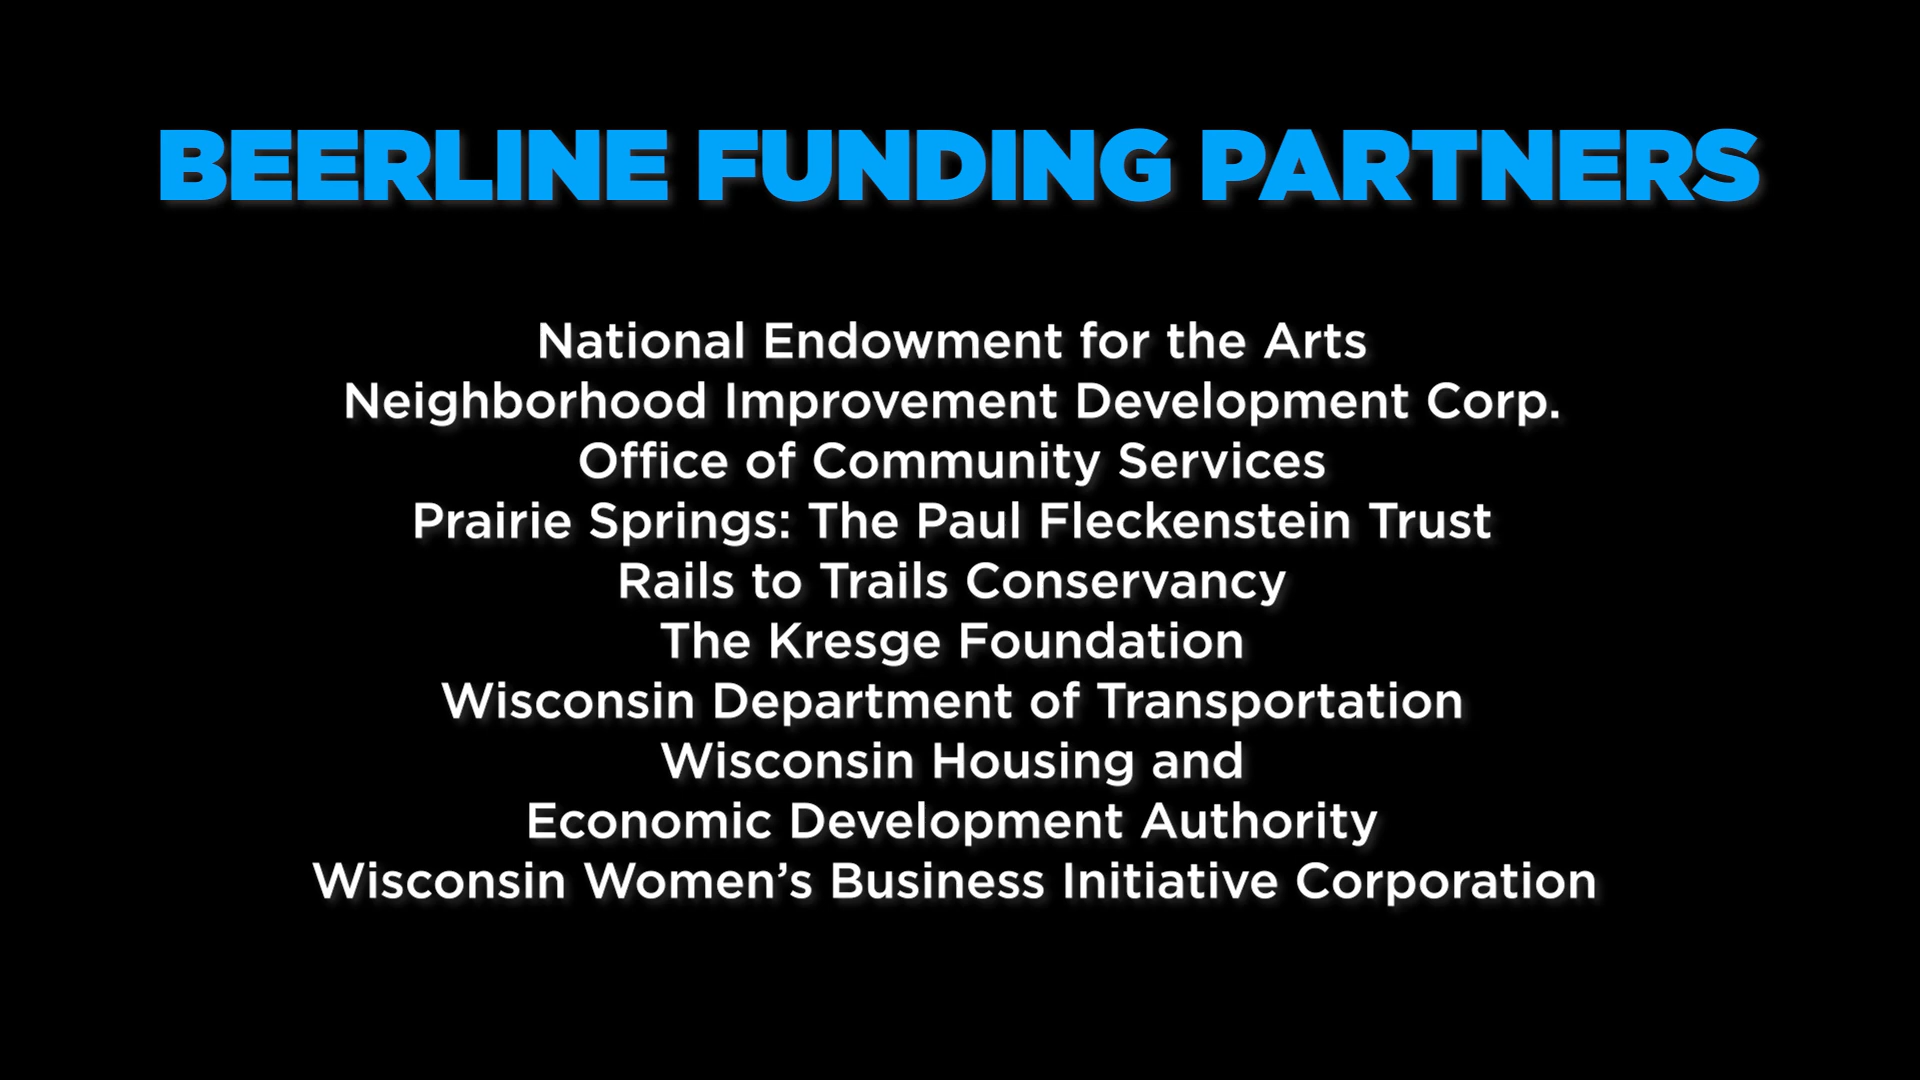 BEERLINE FUNDING PARTNERS
National Endowment for the Arts
Neighborhood Improvement Development Corp.
Office of Community Services
Prairie Springs: The Paul Fleckenstein Trust
Rails to Trails Conservancy
The Kresge Foundation
Wisconsin Department of Transportation
Wisconsin Housing and
Economic Development Authority
Wisconsin Women’s Business Initiative Corporation